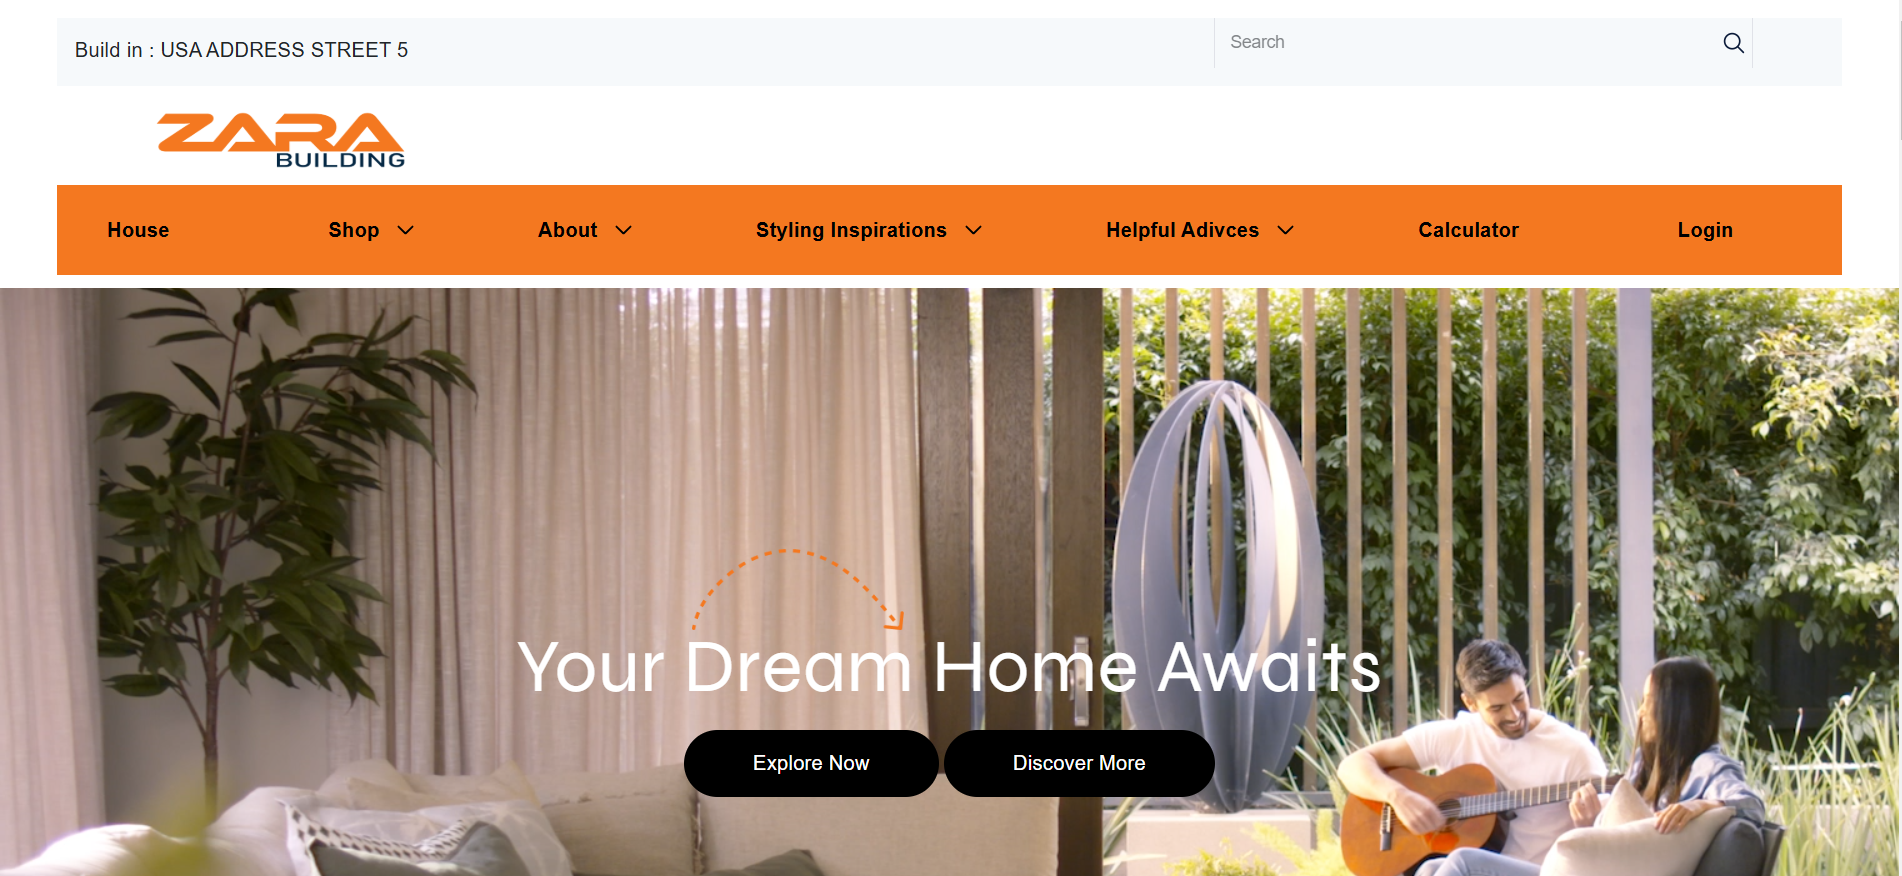 Build in : USA ADDRESS STREET 5
Search
ZARA
BUILDING
House
Shop
About
Styling Inspirations
Helpful Adivces
Calculator
Login
Your Dream Home Awaits
Explore Now
Discover More